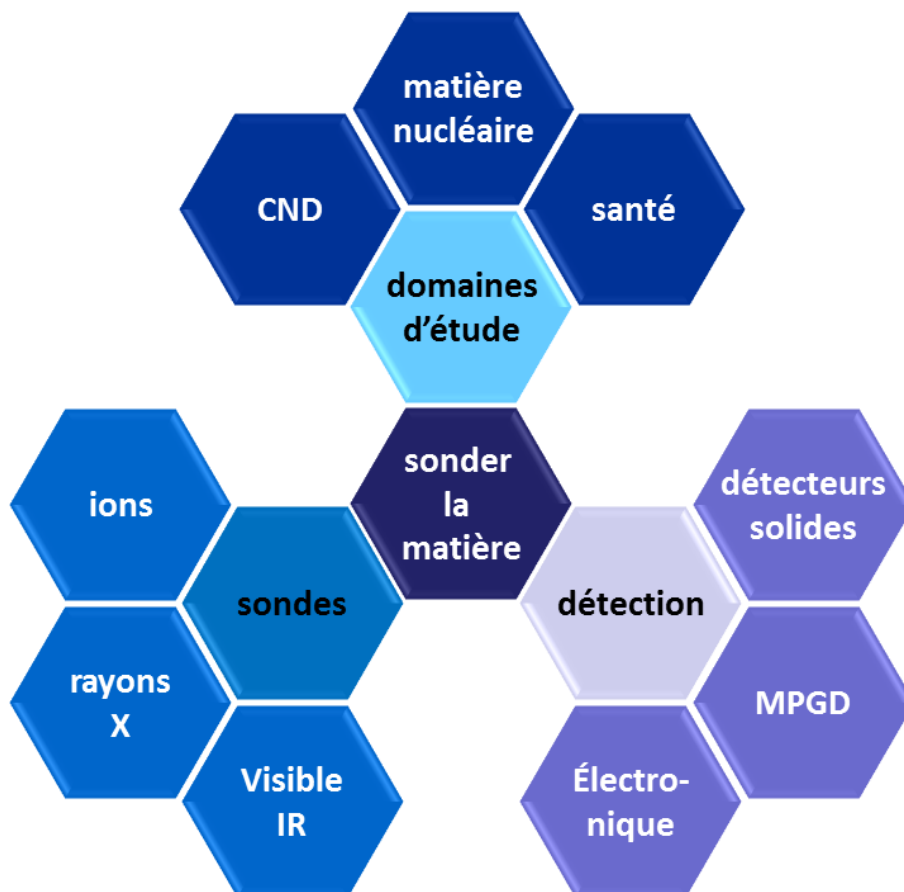 matière
nucléaire
CND
santé
domaines
d'étude
sonder
la
matière
ions
sondes
rayons
X
Visible
IR
détecteurs
solides
détection
MPGD
Électro-
nique